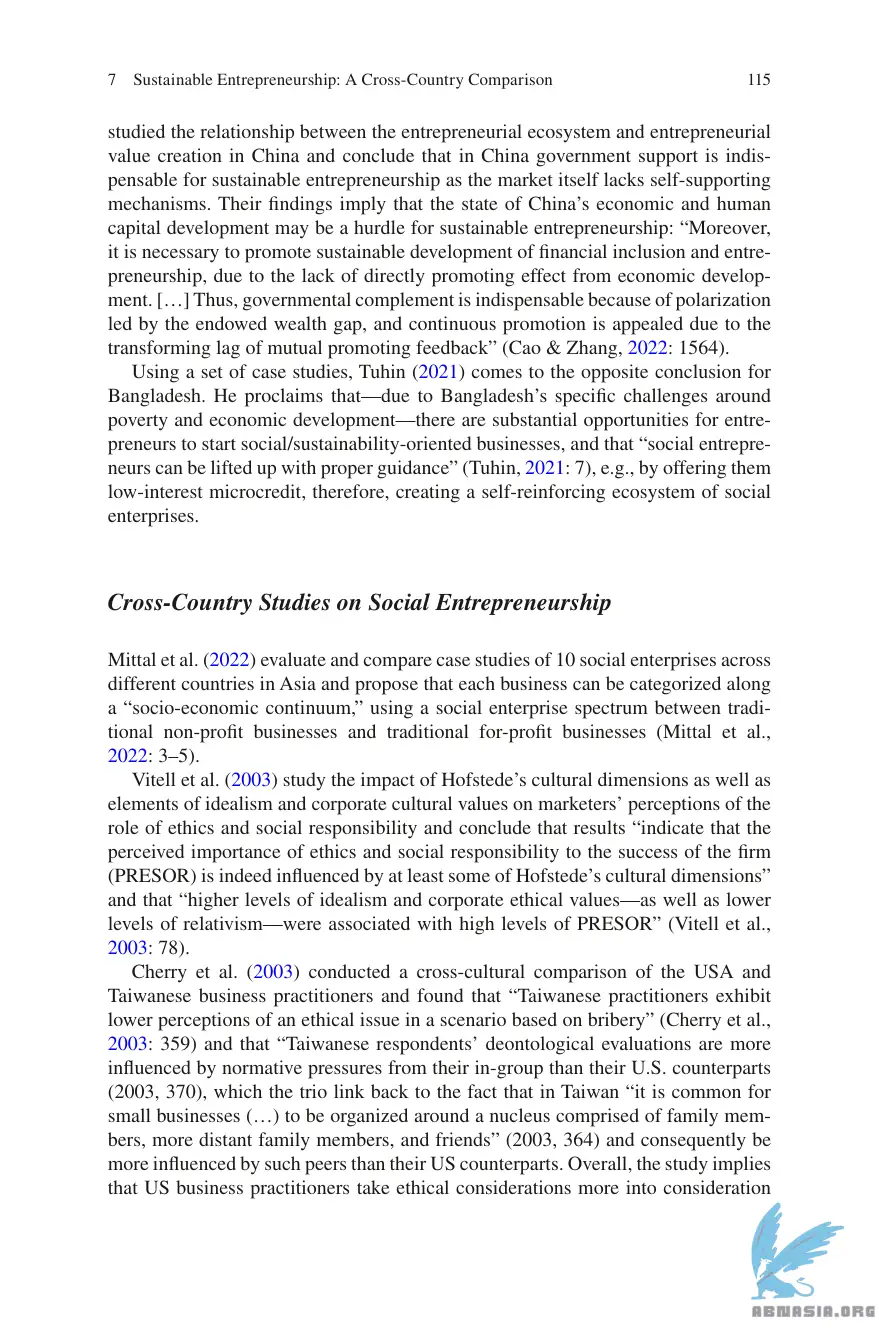 7 Sustainable Entrepreneurship: A Cross-Country Comparison 115
studied the relationship between the entrepreneurial ecosystem and entrepreneurial
value creation in China and conclude that in China government support is indis-
pensable for sustainable entrepreneurship as the market itself lacks self-supporting
mechanisms. Their findings imply that the state of China’s economic and human
capital development may be a hurdle for sustainable entrepreneurship: “Moreover,
it is necessary to promote sustainable development of financial inclusion and entre-
preneurship, due to the lack of directly promoting effect from economic develop-
ment. […] Thus, governmental complement is indispensable because of polarization
led by the endowed wealth gap, and continuous promotion is appealed due to the
transforming lag of mutual promoting feedback” (Cao & Zhang, 2022: 1564).
Using a set of case studies, Tuhin (2021) comes to the opposite conclusion for
Bangladesh. He proclaims that—due to Bangladesh’s specific challenges around
poverty and economic development—there are substantial opportunities for entre-
preneurs to start social/sustainability-oriented businesses, and that “social entrepre-
neurs can be lifted up with proper guidance” (Tuhin, 2021: 7), e.g., by offering them
low-interest microcredit, therefore, creating a self-reinforcing ecosystem of social
enterprises.
Cross-Country Studies on Social Entrepreneurship
Mittal et al. (2022) evaluate and compare case studies of 10 social enterprises across
different countries in Asia and propose that each business can be categorized along
a “socio-economic continuum,” using a social enterprise spectrum between tradi-
tional non-profit businesses and traditional for-profit businesses (Mittal et al.,
2022: 3–5).
Vitell et al. (2003) study the impact of Hofstede’s cultural dimensions as well as
elements of idealism and corporate cultural values on marketers’ perceptions of the
role of ethics and social responsibility and conclude that results “indicate that the
perceived importance of ethics and social responsibility to the success of the firm
(PRESOR) is indeed influenced by at least some of Hofstede’s cultural dimensions”
and that “higher levels of idealism and corporate ethical values—as well as lower
levels of relativism—were associated with high levels of PRESOR” (Vitell et al.,
2003: 78).
Cherry et al. (2003) conducted a cross-cultural comparison of the USA and
Taiwanese business practitioners and found that “Taiwanese practitioners exhibit
lower perceptions of an ethical issue in a scenario based on bribery” (Cherry et al.,
2003: 359) and that “Taiwanese respondents’ deontological evaluations are more
influenced by normative pressures from their in-group than their U.S. counterparts
(2003, 370), which the trio link back to the fact that in Taiwan “it is common for
small businesses (…) to be organized around a nucleus comprised of family mem-
bers, more distant family members, and friends” (2003, 364) and consequently be
more influenced by such peers than their US counterparts. Overall, the study implies
that US business practitioners take ethical considerations more into consideration
ABNASIA.ORG